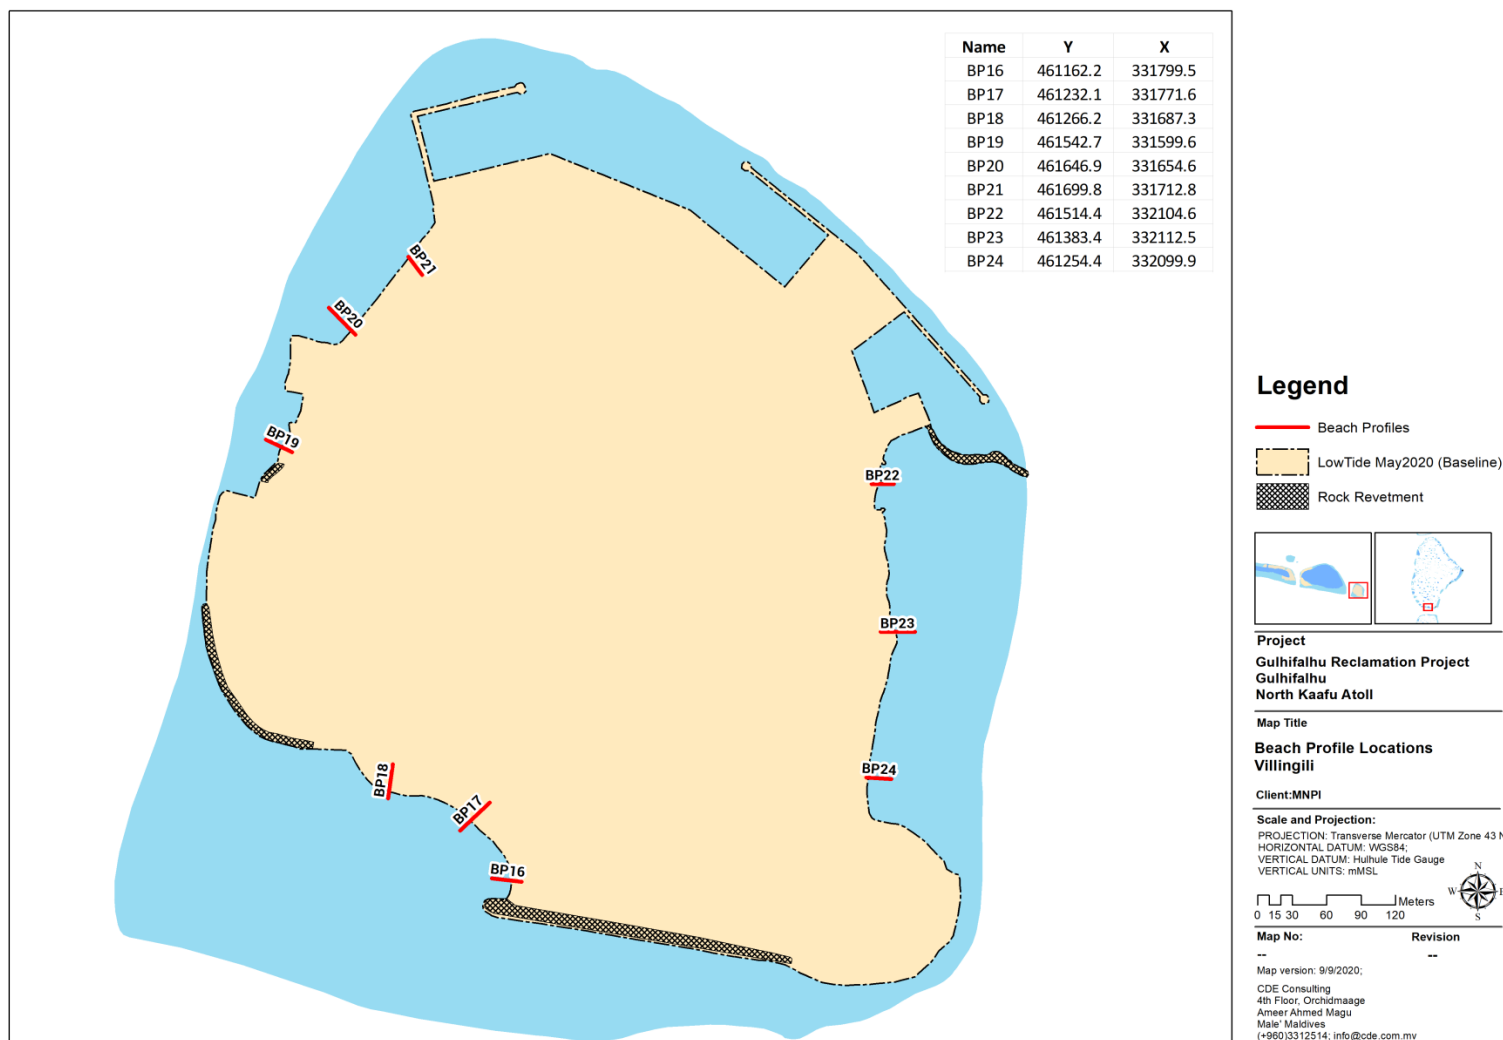 Name Y X
BP16 461162.2 331799.5
BP17 461232.1 331771.6
BP18 461266.2 331687.3
BP19 461542.7 331599.6
BP20 461646.9 331654.6
BP21 461699.8 331712.8
BP22 461514.4 332104.6
BP23 461383.4 332112.5
BP24 461254.4 332099.9
BP21
BP20
BP19
BP22
BP23
BP18
BP24
BP17
BP16
Legend
Beach Profiles
LowTide May2020 (Baseline)
Rock Revetment
Project
Gulhifalhu Reclamation Project
Gulhifalhu
North Kaafu Atoll
Map Title
Beach Profile Locations
Villingili
Client:MNPI
Scale and Projection:
PROJECTION: Transverse Mercator (UTM Zone 43 N
HORIZONTAL DATUM: WGS84;
VERTICAL DATUM: Hulhule Tide Gauge
VERTICAL UNITS: mMSL
N
W E
S
Meters
0 15 30 60 90 120
Map No: Revision
-- --
Map version: 9/9/2020;
CDE Consulting
4th Floor, Orchidmaage
Ameer Ahmed Magu
Male' Maldives
(+960)3312514; info@cde.com.mv